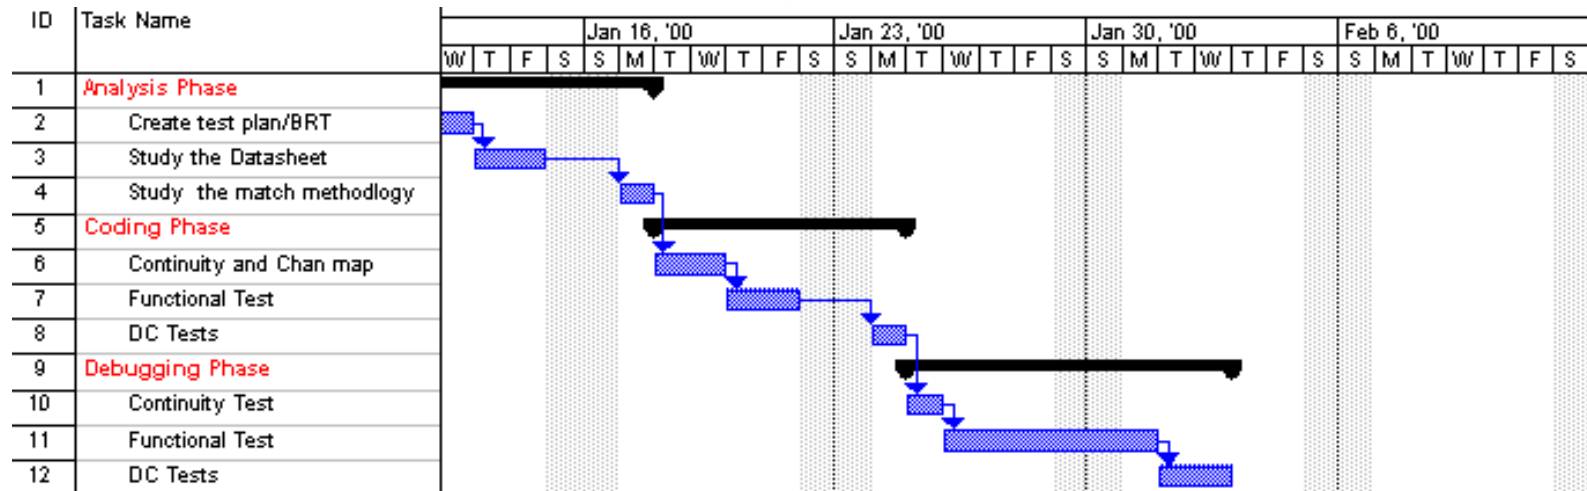 ID Task Name
Jan 16, '00 Jan 23, '00 Jan 30, '00 Feb 6, '00
W T F S S M T W T F S S M T W T F S S M T W T F S S M T W T F S
1 Analysis Phase
2 Create test plan/BRT
3 Study the Datasheet
4 Study the match methodlogy
5 Coding Phase
6 Continuity and Chan map
7 Functional Test
8 DC Tests
9 Debugging Phase
10 Continuity Test
11 Functional Test
12 DC Tests